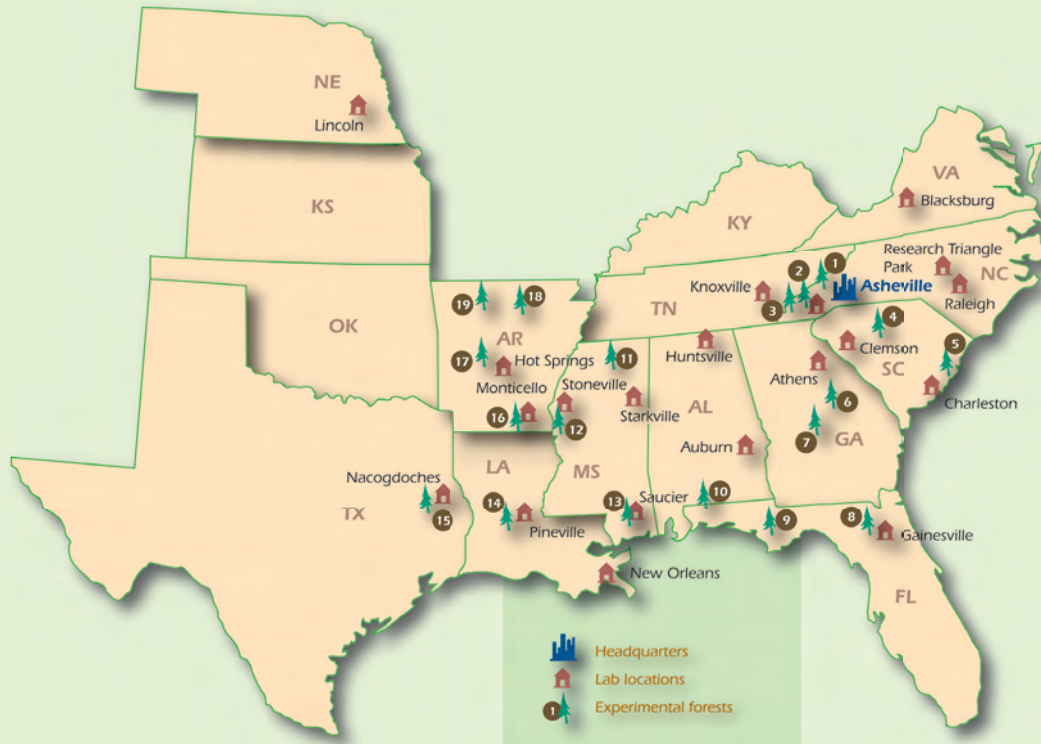 NE
Lincoln
KS
OK
TX
Nacogdoches
15
19
18
AR
17
Hot Springs
Monticello
16
LA
14
Pineville
New Orleans
11
Stoneville
12
Starkville
MS
13
Saucier
KY
TN
Knoxville
1
2
3
Asheville
VA
Blacksburg
Research Triangle
Park
NC
Raleigh
Huntsville
AL
Auburn
10
4
Clemson
SC
5
Charleston
Athens
6
7
GA
9
8
Gainesville
FL
Headquarters
Lab locations
1 Experimental forests